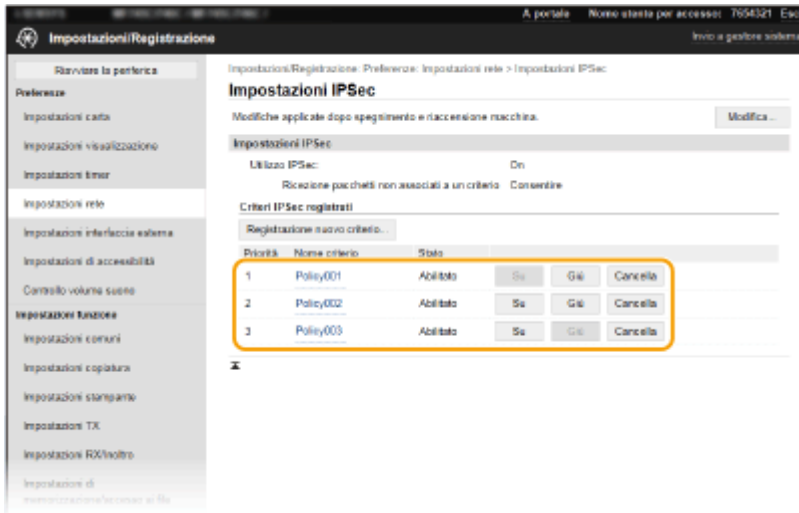 A portale Nome utente per accesso: 7654321 Esc
Impostazioni/Registrazione
Invio a gestore sistema
Riavviare la periferica
Preferenze
Impostazioni carta
Impostazioni visualizzazione
Impostazioni timer
Impostazioni rete
Impostazioni interfaccia esterna
Impostazioni di accessibilità
Controllo volume suono
Impostazioni funzione
Impostazioni comuni
Impostazioni copiatura
Impostazioni stampante
Impostazioni TX
Impostazioni RX/Inoltro
Impostazioni di
memorizzazione/accesso ai file
Impostazioni/Registrazione: Preferenze: Impostazioni rete > Impostazioni IPSec
Impostazioni IPSec
Modifiche applicate dopo spegnimento e riaccensione macchina.
Modifica...
Impostazioni IPSec
Utilizzo IPSec: On
Ricezione pacchetti non associati a un criterio Consentire
Criteri IPSec registrati
Registrazione nuovo criterio...
Priorità Nome criterio Stato
1 Policy001 Abilitato Su Giù Cancella
2 Policy002 Abilitato Su Giù Cancella
3 Policy003 Abilitato Su Giù Cancella